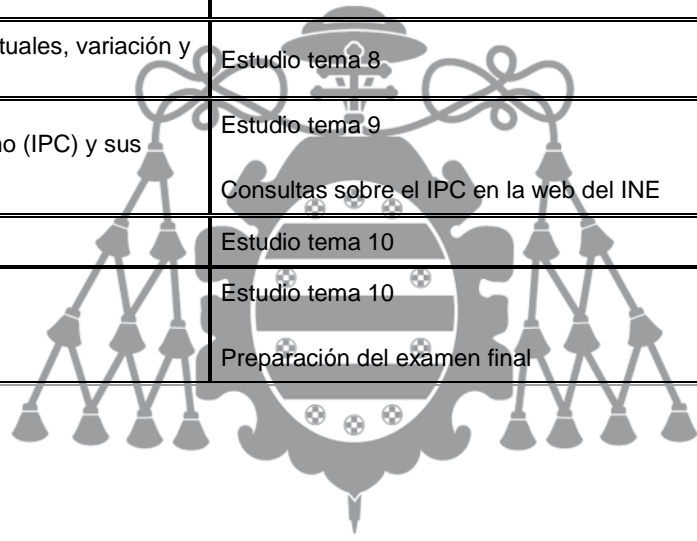 tuales, variación y
Estudio tema 8
no (IPC) y sus
Estudio tema 9
Consultas sobre el IPC en la web del INE
Estudio tema 10
Estudio tema 10
Preparación del examen final